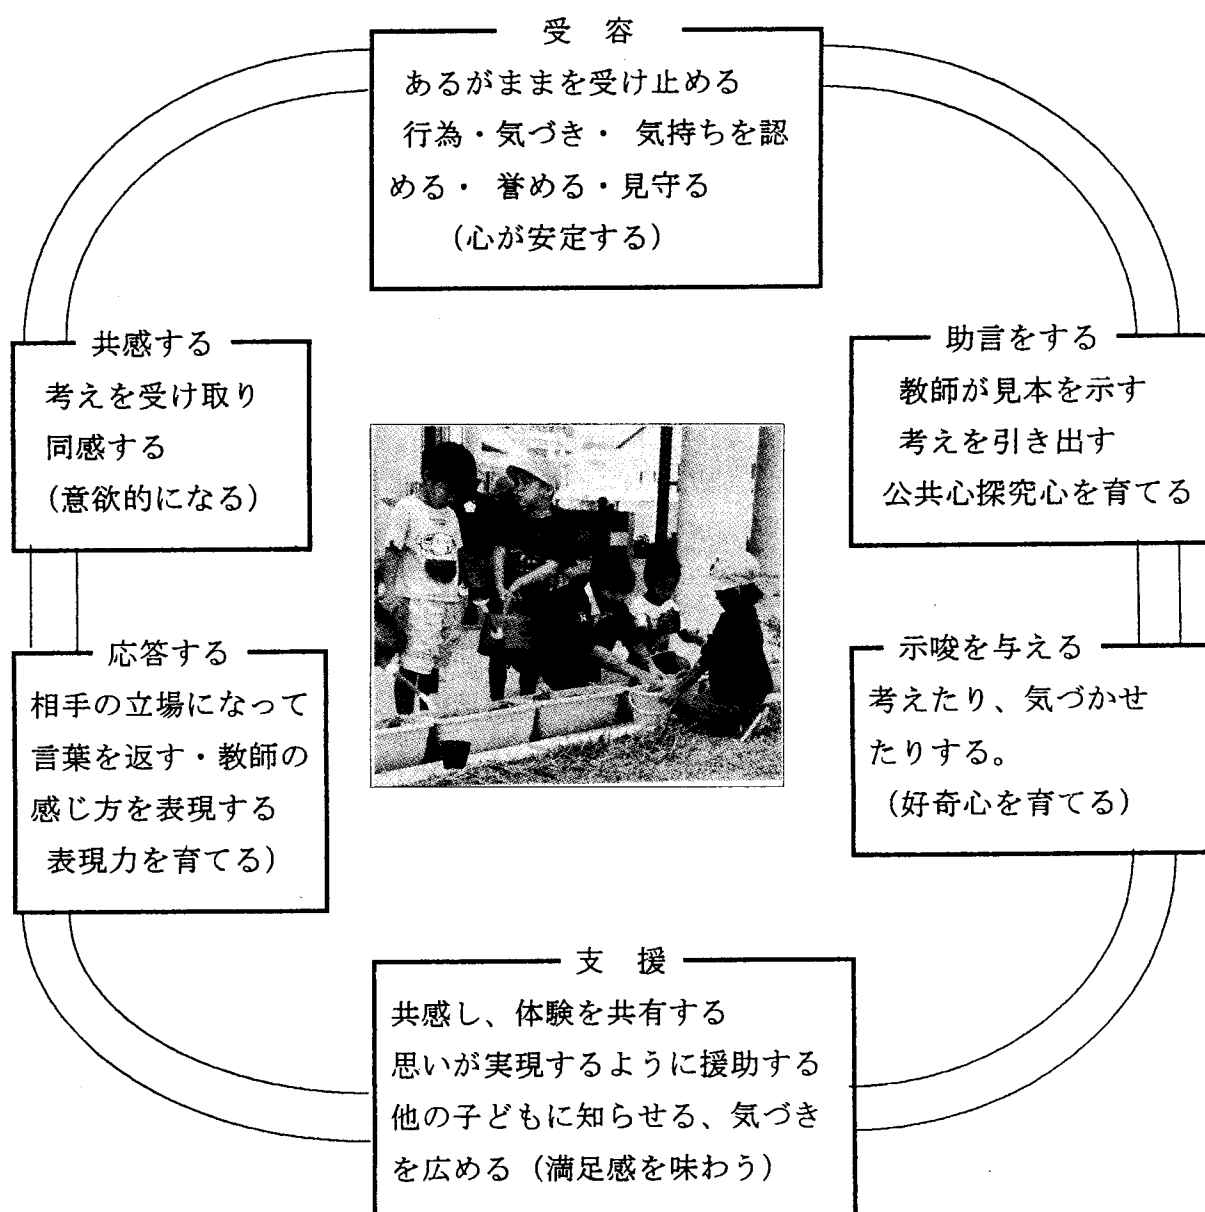 受 容
あるがままを受け止める
行為・気づき・ 気持ちを認
める・ 誉める・見守る
（心が安定する）
共感する
考えを受け取り
同感する
（意欲的になる）
助言をする
教師が見本を示す
考えを引き出す
公共心探究心を育てる
応答する
相手の立場になって
言葉を返す・教師の
感じ方を表現する
表現力を育てる）
示唆を与える
考えたり、気づかせ
たりする。
（好奇心を育てる）
支 援
共感し、体験を共有する
思いが実現するように援助する
他の子どもに知らせる、気づき
を広める（満足感を味わう）